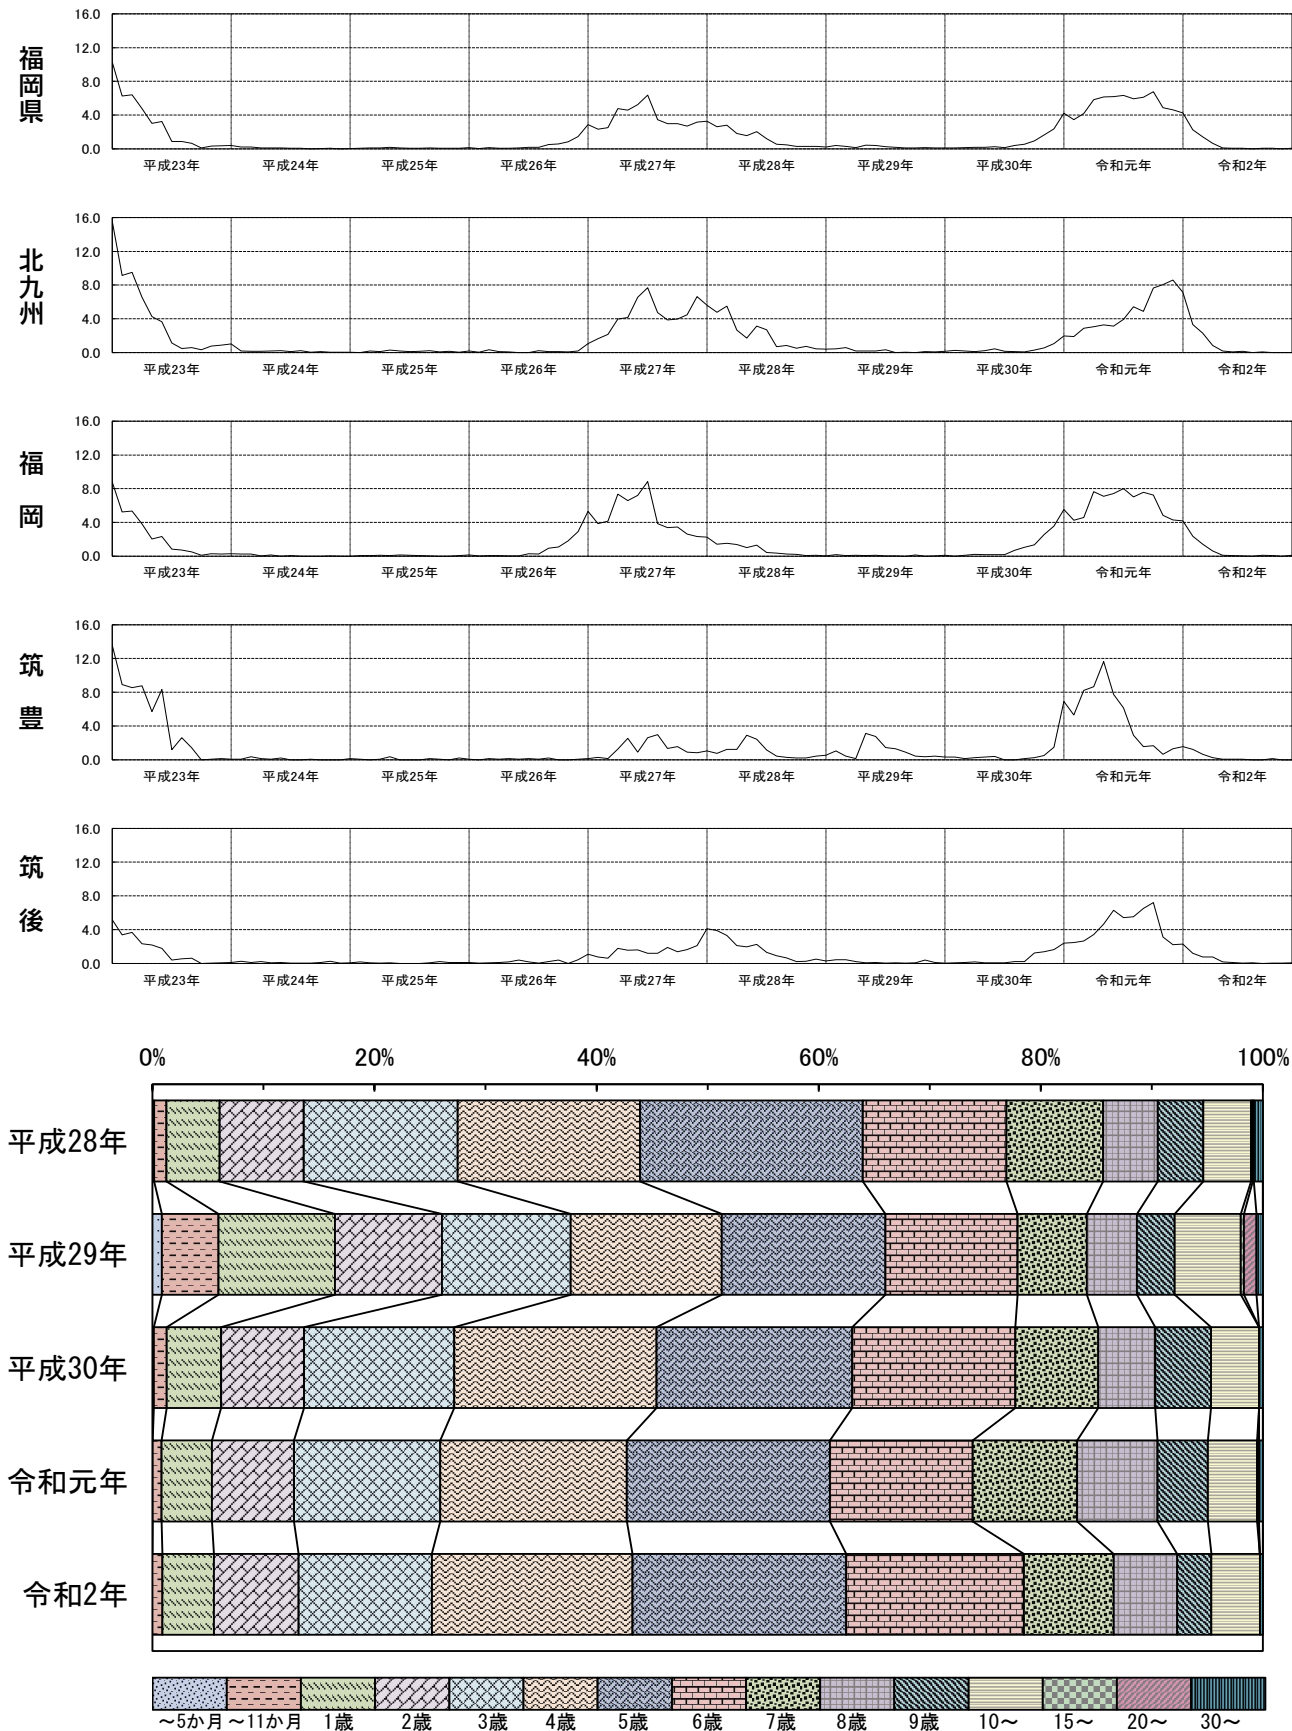 福岡県
16.0
12.0
8.0
4.0
0.0
平成23年 平成24年 平成25年 平成26年 平成27年 平成28年 平成29年 平成30年 令和元年 令和2年
北九州
16.0
12.0
8.0
4.0
0.0
平成23年 平成24年 平成25年 平成26年 平成27年 平成28年 平成29年 平成30年 令和元年 令和2年
福岡
16.0
12.0
8.0
4.0
0.0
平成23年 平成24年 平成25年 平成26年 平成27年 平成28年 平成29年 平成30年 令和元年 令和2年
筑豊
16.0
12.0
8.0
4.0
0.0
平成23年 平成24年 平成25年 平成26年 平成27年 平成28年 平成29年 平成30年 令和元年 令和2年
筑後
16.0
12.0
8.0
4.0
0.0
平成23年 平成24年 平成25年 平成26年 平成27年 平成28年 平成29年 平成30年 令和元年 令和2年
0% 20% 40% 60% 80% 100%
平成28年
平成29年
平成30年
令和元年
令和2年
～5か月 ～11か月 1歳 2歳 3歳 4歳 5歳 6歳 7歳 8歳 9歳 10～ 15～ 20～ 30～